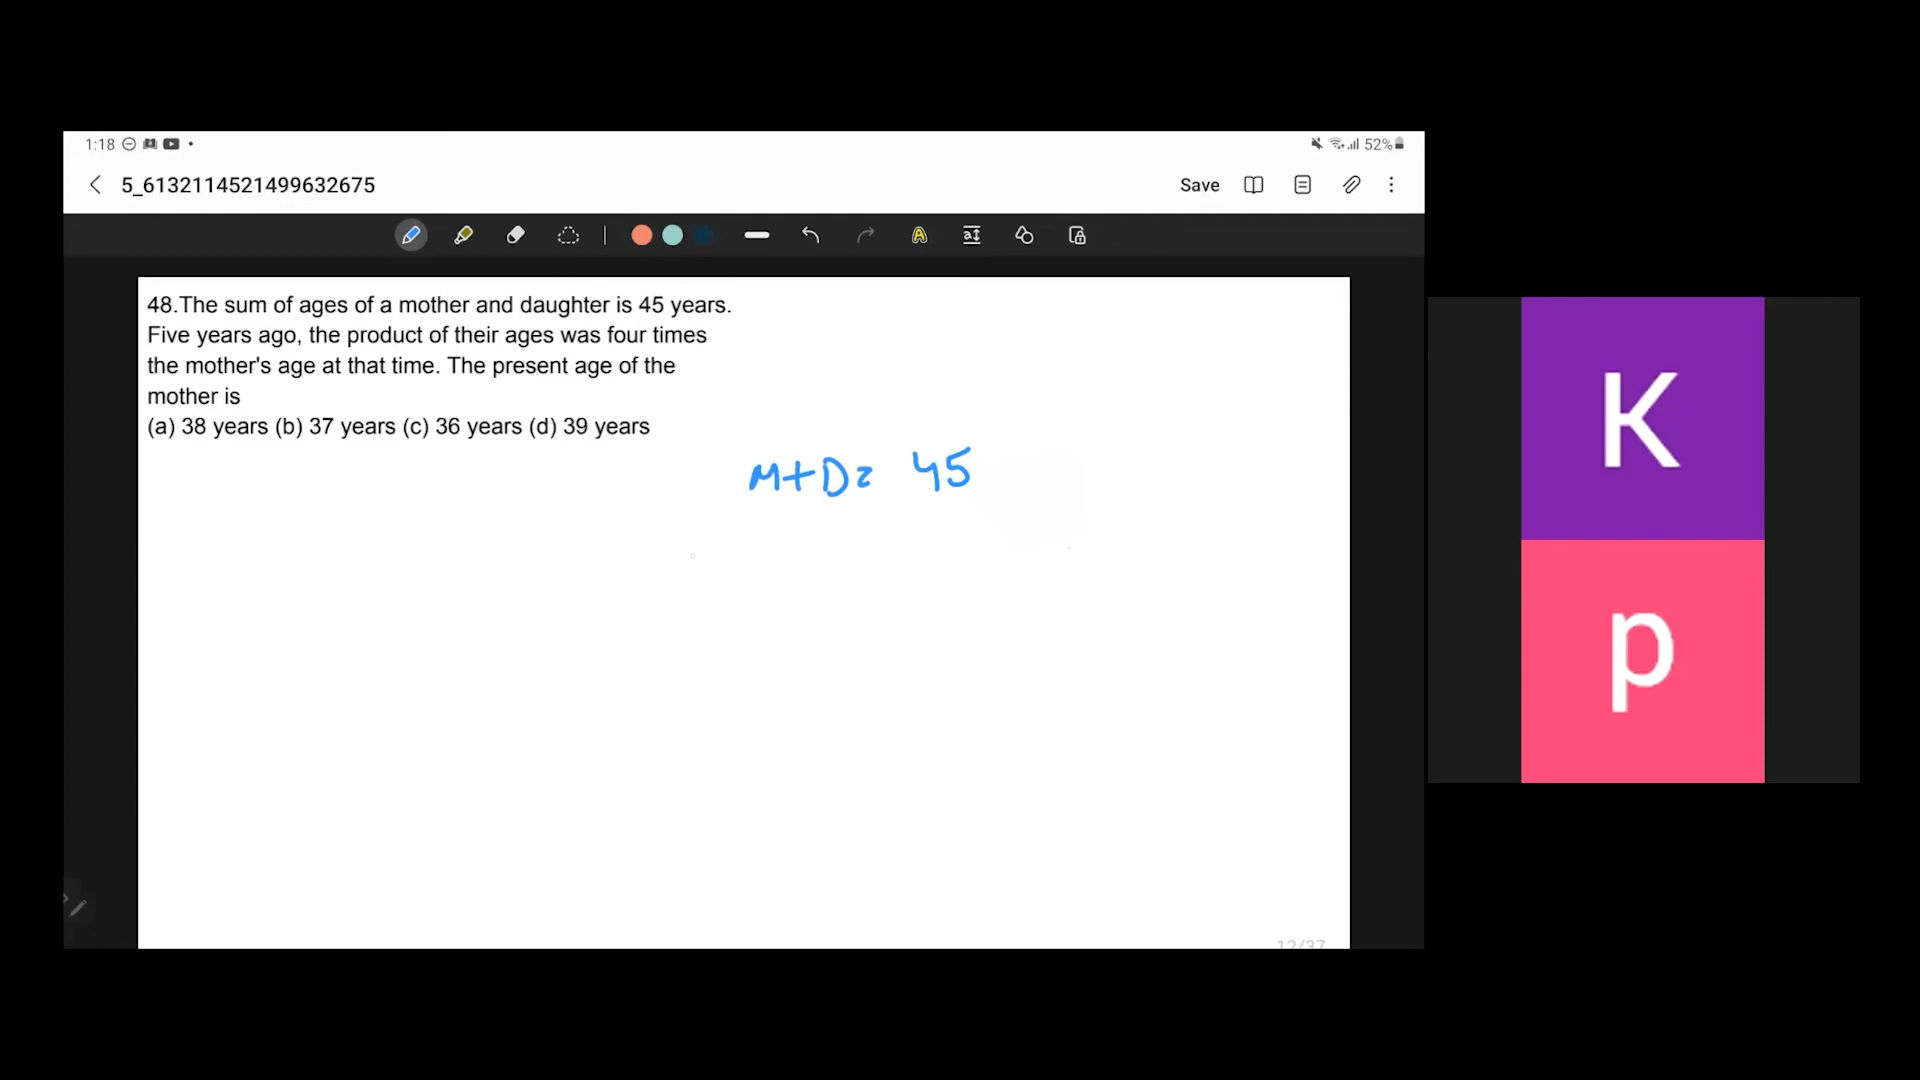 1:18
52%
5_6132114521499632675
Save
48.The sum of ages of a mother and daughter is 45 years.
Five years ago, the product of their ages was four times
the mother's age at that time. The present age of the
mother is
(a) 38 years (b) 37 years (c) 36 years (d) 39 years
M+D= 45
K
p
12/37